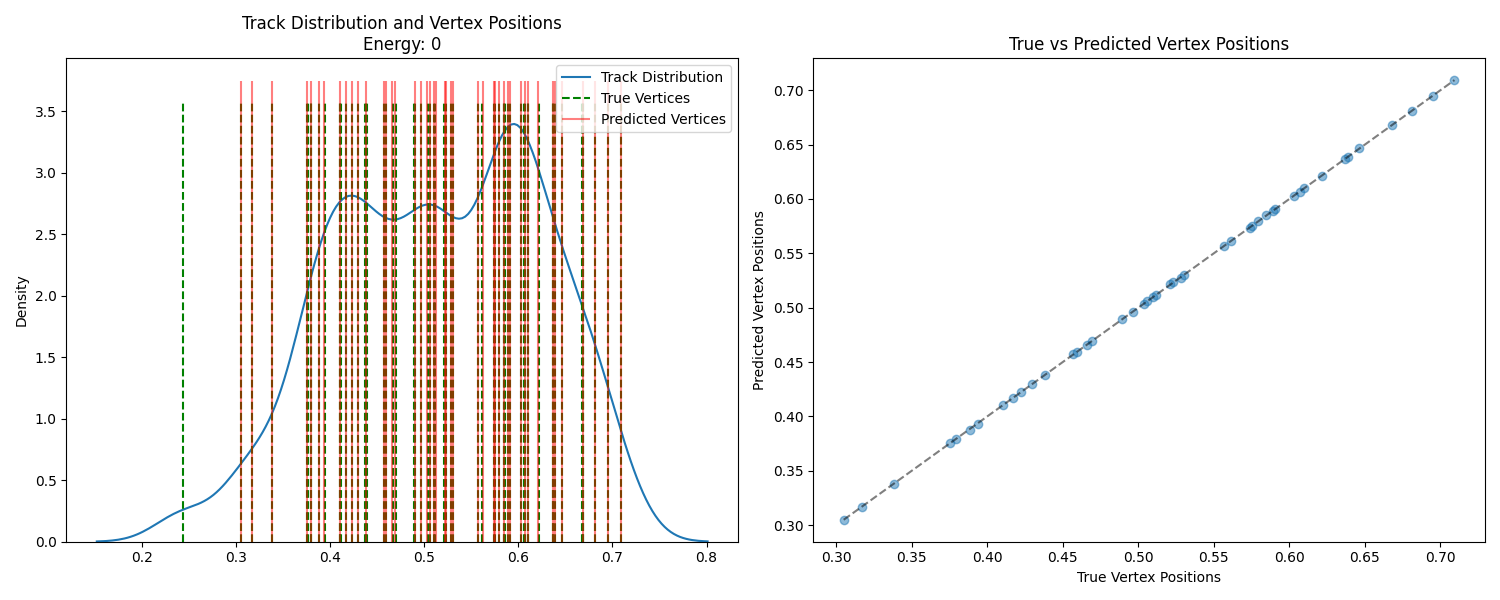 Track Distribution and Vertex Positions
Energy: 0
Track Distribution
True Vertices
Predicted Vertices
Density
3.5
3.0
2.5
2.0
1.5
1.0
0.5
0.0
0.2 0.3 0.4 0.5 0.6 0.7 0.8
True vs Predicted Vertex Positions
Predicted Vertex Positions
0.70
0.65
0.60
0.55
0.50
0.45
0.40
0.35
0.30
0.30 0.35 0.40 0.45 0.50 0.55 0.60 0.65 0.70
True Vertex Positions